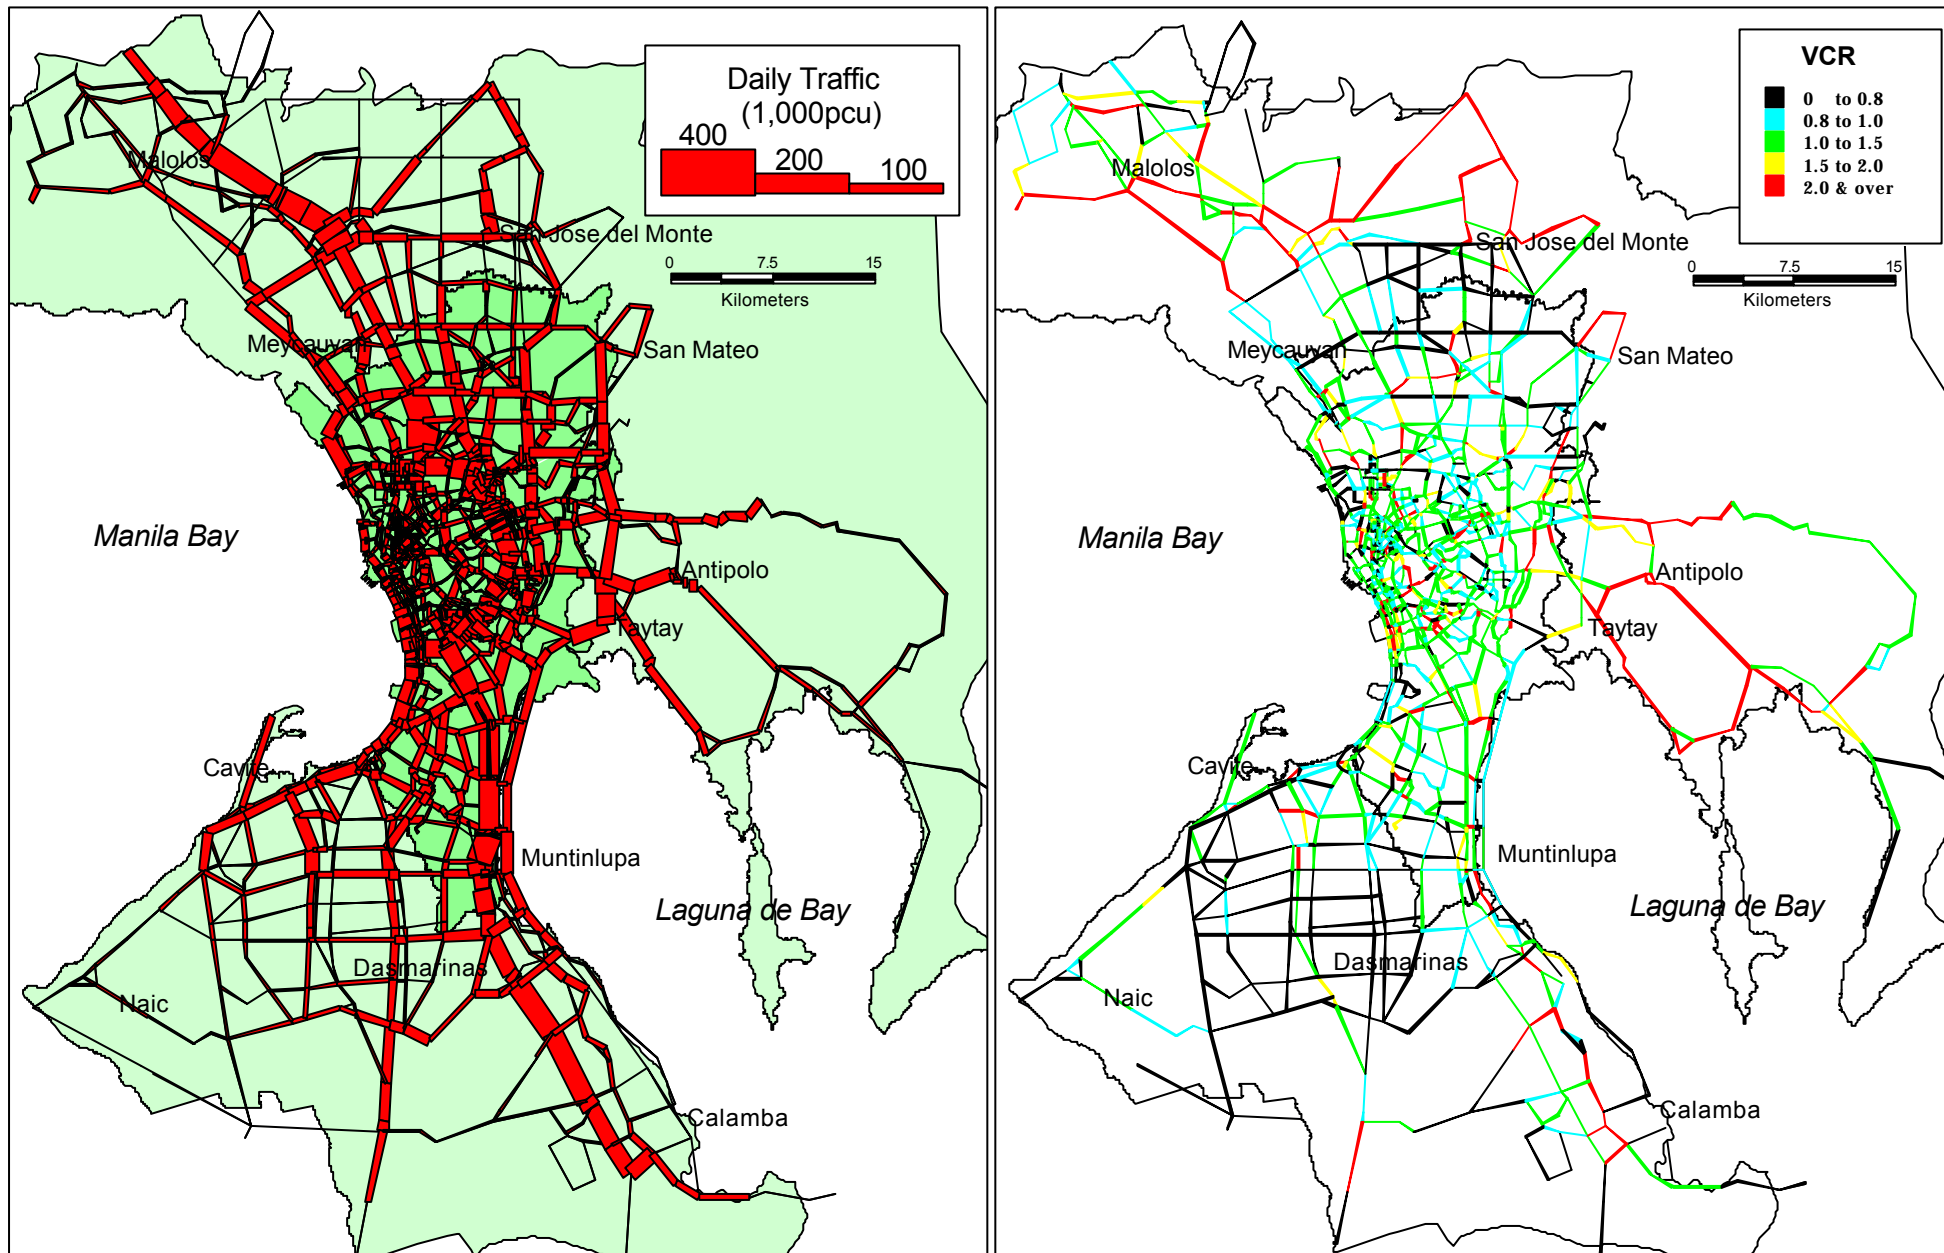 Daily Traffic
(1,000pcu)
400
200
100
Malolos
San Jose del Monte
0 7.5 15
Kilometers
Meycauyan
San Mateo
Manila Bay
Antipolo
Taytay
Cavite
Muntinlupa
Laguna de Bay
Dasmarinas
Naic
Calamba
VCR
0 to 0.8
0.8 to 1.0
1.0 to 1.5
1.5 to 2.0
2.0 & over
Malolos
San Jose del Monte
0 7.5 15
Kilometers
Meycauyan
San Mateo
Manila Bay
Antipolo
Taytay
Cavite
Muntinlupa
Laguna de Bay
Dasmarinas
Naic
Calamba